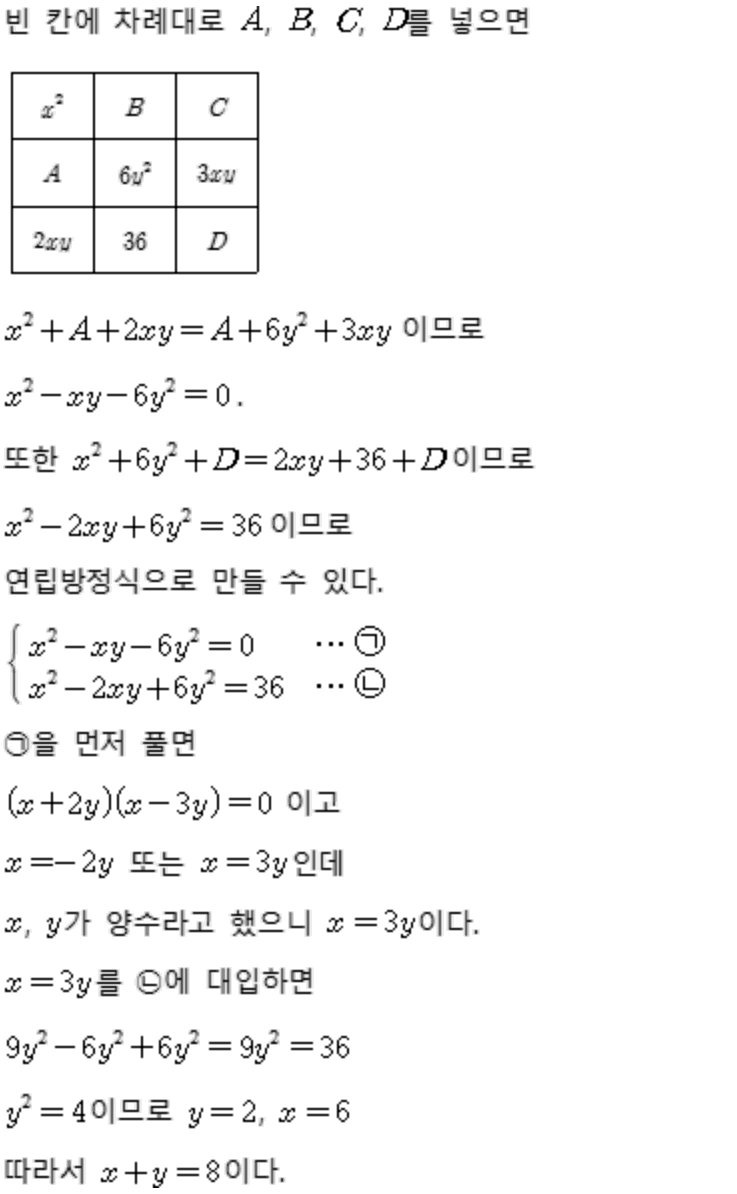 빈 칸에 차례대로 A, B, C, D를 넣으면
x² B C
A 6y² 3xy
2xy 36 D
x²+A+2xy=A+6y²+3xy 이므로
x²-xy-6y²=0.
또한 x²+6y²+D=2xy+36+D이므로
x²-2xy+6y²=36 이므로
연립방정식으로 만들 수 있다.
x²-xy-6y²=0 ⋯ ㉠
x²-2xy+6y²=36 ⋯ ㉡
㉠을 먼저 풀면
(x+2y)(x-3y)=0 이고
x=-2y 또는 x=3y인데
x, y가 양수라고 했으니 x=3y이다.
x=3y를 ㉡에 대입하면
9y²-6y²+6y²=9y²=36
y²=4이므로 y=2, x=6
따라서 x+y=8이다.